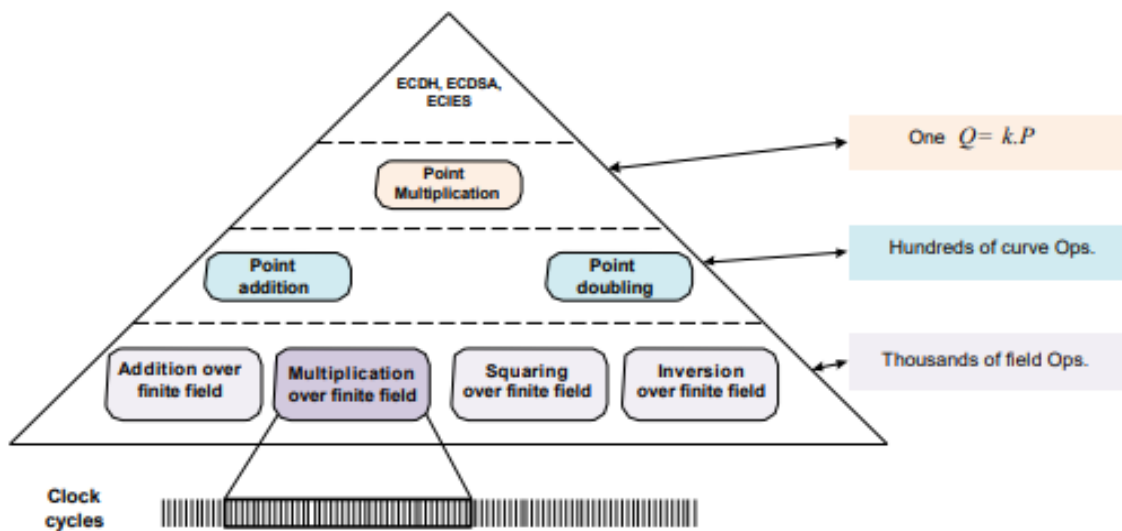 ECDH, ECDSA,
ECIES
One Q= k.P
Point
Multiplication
Point
addition
Point
doubling
Hundreds of curve Ops.
Addition over
finite field
Multiplication
over finite field
Squaring
over finite field
Inversion
over finite field
Thousands of field Ops.
Clock
cycles